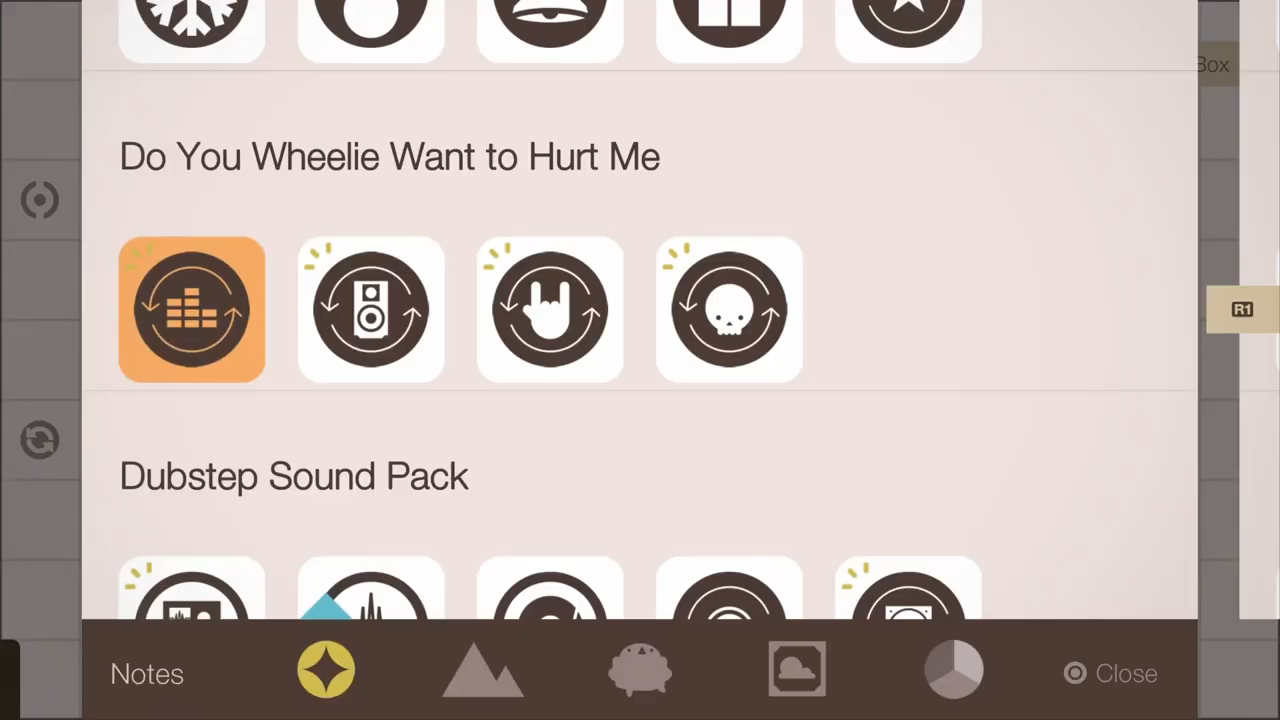 Box
Do You Wheelie Want to Hurt Me
R1
Dubstep Sound Pack
Notes
Close